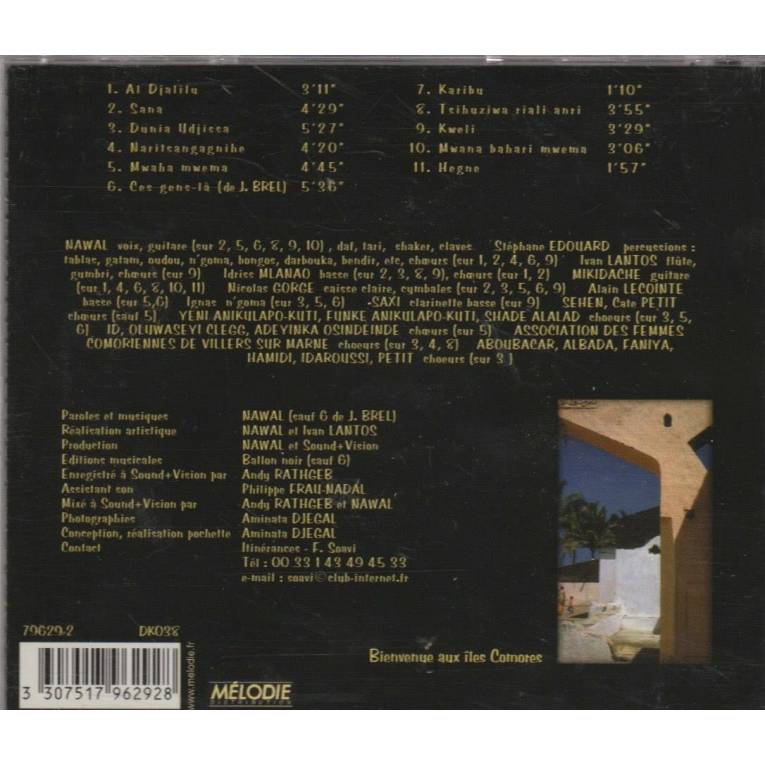 1. Al Djalilu 3'11"
2. Sana 4'29"
3. Dunia Udjissa 5'27"
4. Naritsangagnihe 4'20"
5. Mwaha mwema 4'45"
6. Ces gens-là (de J. BREL) 5'36"
7. Karibu 1'10"
8. Tsihuziwa riali anri 3'55"
9. Kweli 3'29"
10. Mwana bahari mwema 3'06"
11. Hegne 1'57"
NAWAL voix, guitare (sur 2, 5, 6, 8, 9, 10) , daf, tari, shaker, claves. Stéphane EDOUARD percussions :
tablas, gatam, oudou, n'goma, bongos, darbouka, bendir, etc, chœurs (sur 1, 2, 4, 6, 9) Ivan LANTOS flûte,
gumbri, chœurs (sur 9) Idriss MLANAO basse (sur 2, 3, 8, 9), chœurs (sur 1, 2) MIKIDACHE guitare
(sur 1, 4, 6, 8, 10, 11) Nicolas GORGE caisse claire, cymbales (sur 2, 3, 5, 6, 9) Alain LECOINTE
basse (sur 5,6) Ignas n'goma (sur 3, 5, 6) -SAXI clarinette basse (sur 9) SEHEN, Cate PETIT
chœurs (sauf 5), YENI ANIKULAPO-KUTI, FUNKE ANIKULAPO-KUTI, SHADE ALALAD choeurs (sur 3, 5,
6) ID, OLUWASEYI CLEGG, ADEYINKA OSINDEINDE chœurs (sur 5) ASSOCIATION DES FEMMES
COMORIENNES DE VILLERS SUR MARNE choeurs (sur 3, 4, 8) ABOUBACAR, ALBADA, FANIYA,
HAMIDI, IDAROUSSI, PETIT choeurs (sur 3 )
Paroles et musiques NAWAL (sauf 6 de J. BREL)
Réalisation artistique NAWAL et Ivan LANTOS
Production NAWAL et Sound+Vision
Editions musicales Ballon noir (sauf 6)
Enregistré à Sound+Vision par Andy RATHGEB
Assistant son Philippe FRAU-NADAL
Mixé à Sound+Vision par Andy RATHGEB et NAWAL
Photographies Aminata DJEGAL
Conception, réalisation pochette Aminata DJEGAL
Contact Itinérances - F. Soavi
Tél : 00 33 1 43 49 45 33
e-mail : soavi@club-internet.fr
79629-2 DK038
Bienvenue aux îles Comores
3 307517 962928
www.melodie.fr
MÉLODIE
DISTRIBUTION